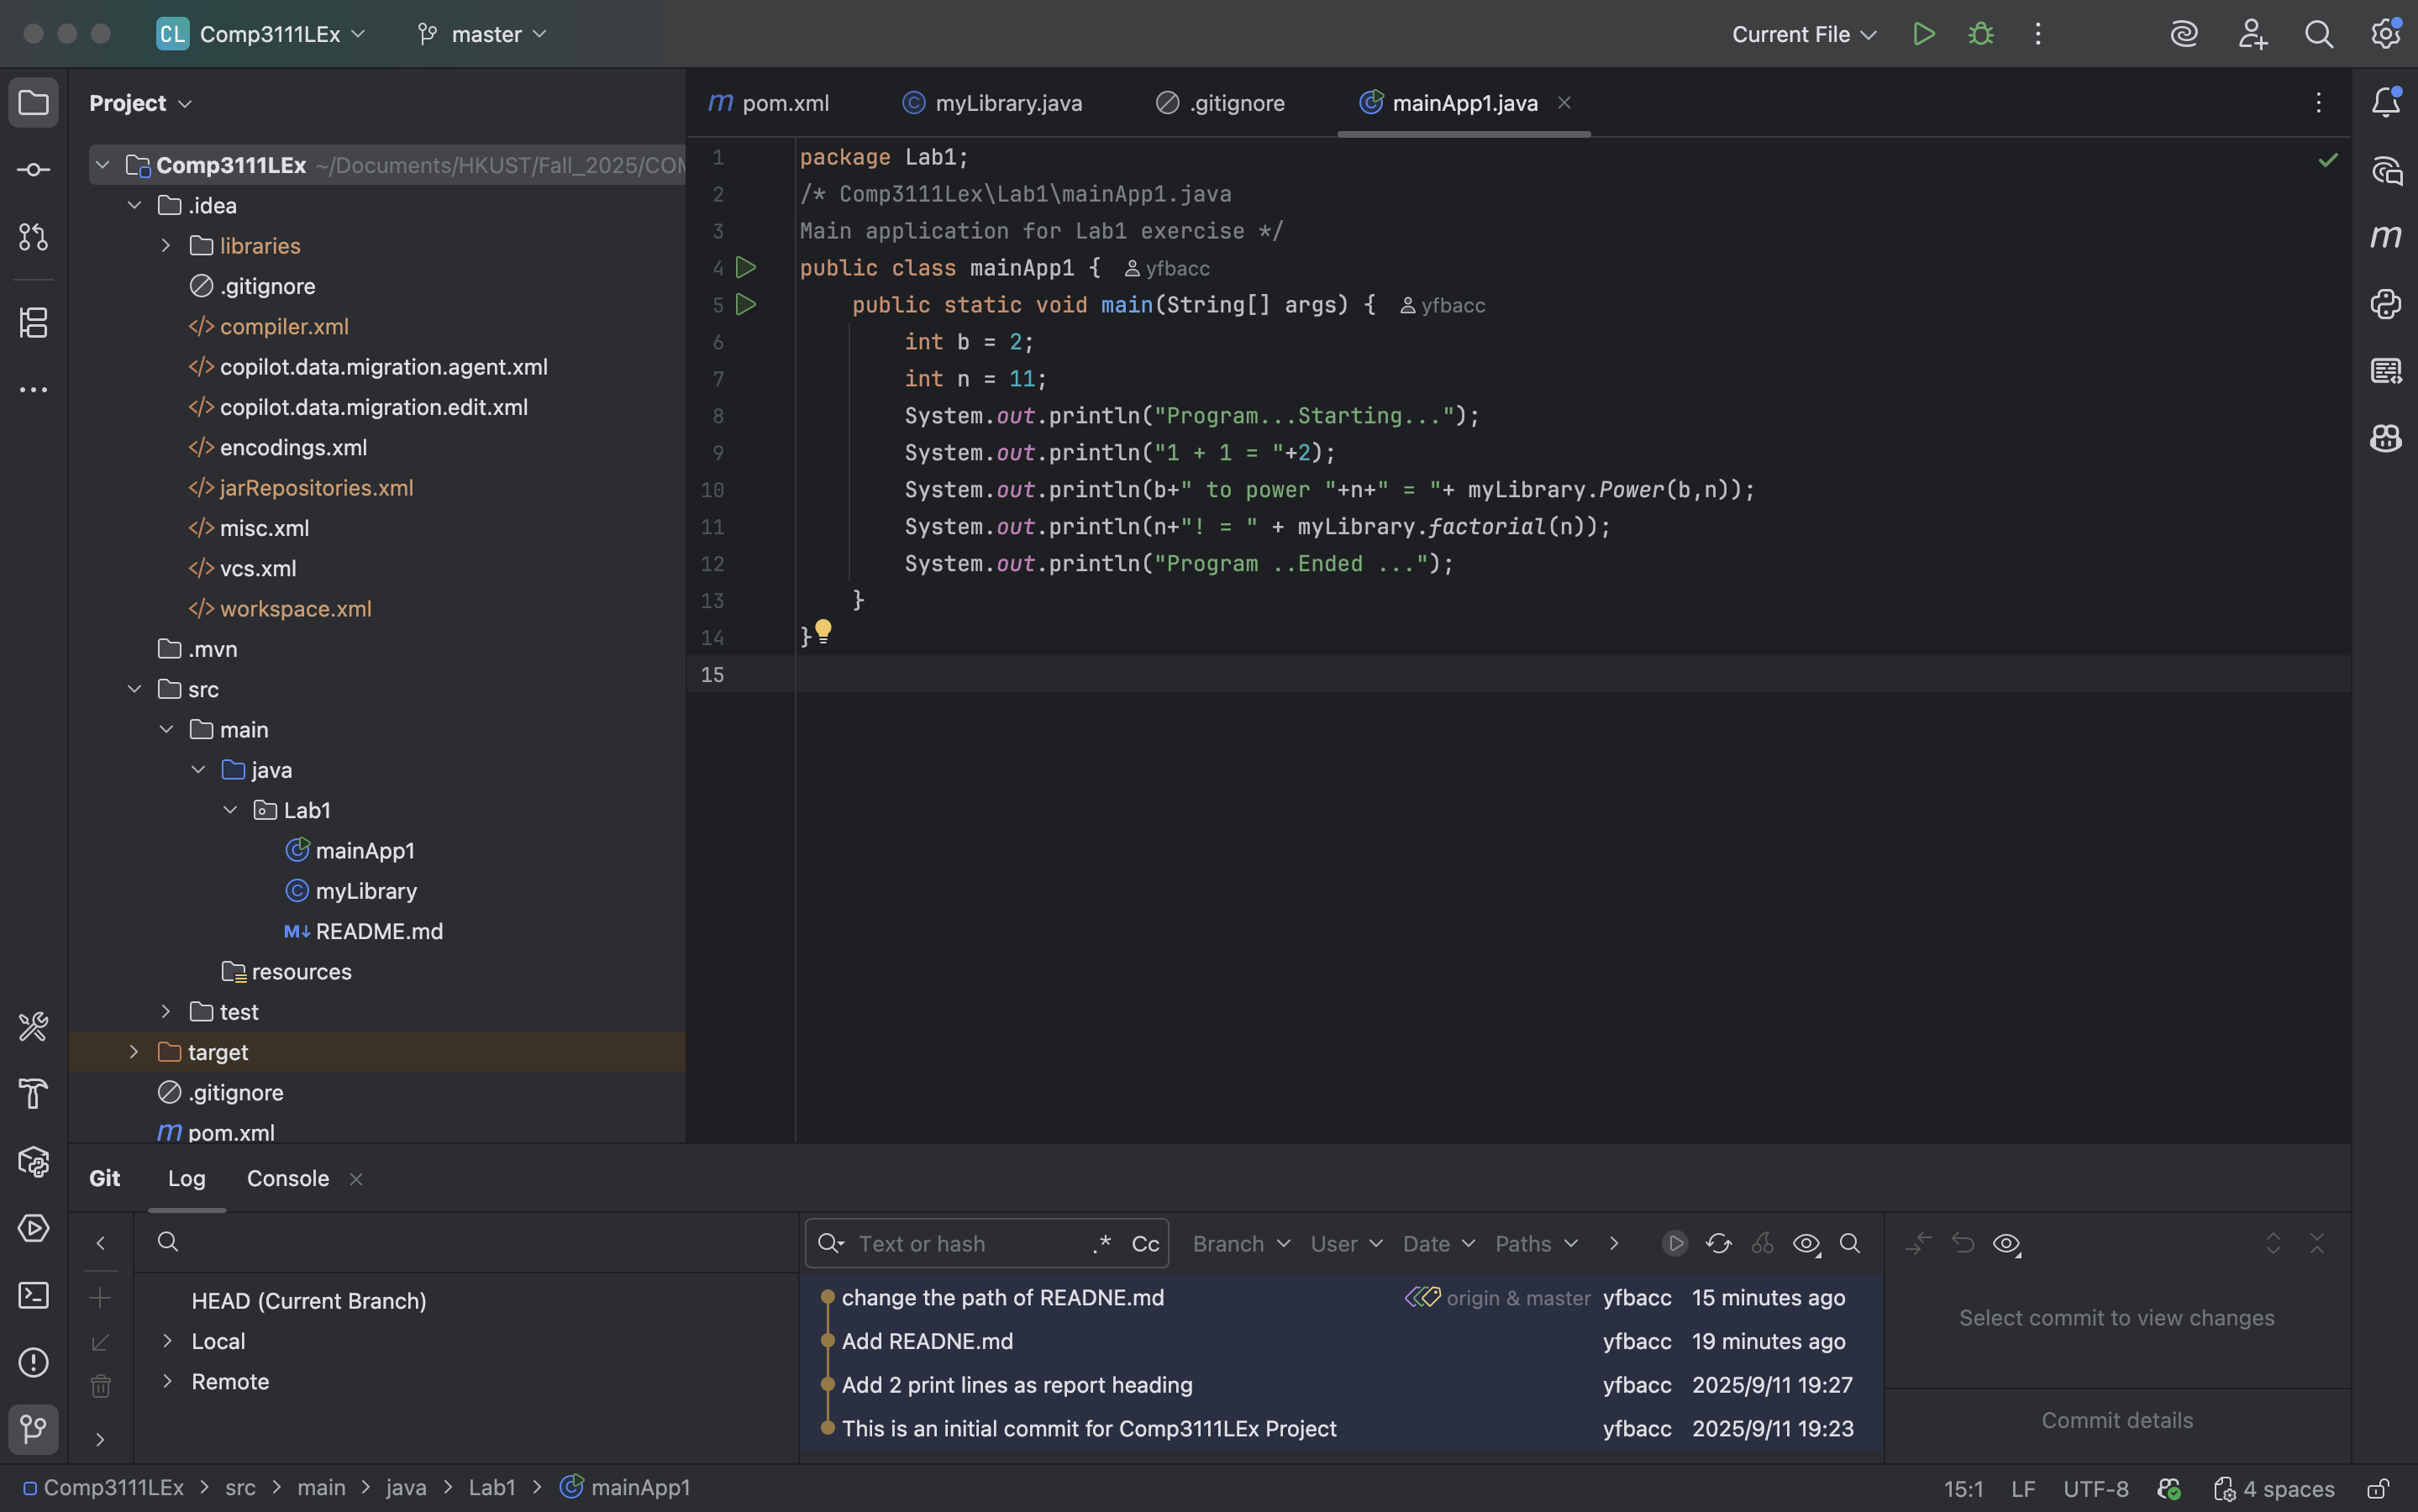 CL Comp3111LEx master Current File
Project
pom.xml myLibrary.java .gitignore mainApp1.java
Comp3111LEx ~/Documents/HKUST/Fall_2025/COM
.idea
libraries
.gitignore
compiler.xml
copilot.data.migration.agent.xml
copilot.data.migration.edit.xml
encodings.xml
jarRepositories.xml
misc.xml
vcs.xml
workspace.xml
.mvn
src
main
java
Lab1
mainApp1
myLibrary
README.md
resources
test
target
.gitignore
pom.xml
1 package Lab1;
2 /* Comp3111Lex\Lab1\mainApp1.java
3 Main application for Lab1 exercise */
4 public class mainApp1 { yfbacc
5 public static void main(String[] args) { yfbacc
6 int b = 2;
7 int n = 11;
8 System.out.println("Program...Starting...");
9 System.out.println("1 + 1 = "+2);
10 System.out.println(b+" to power "+n+" = "+ myLibrary.Power(b,n));
11 System.out.println(n+"! = " + myLibrary.factorial(n));
12 System.out.println("Program ..Ended ...");
13 }
14 }
15
Git Log Console
HEAD (Current Branch)
Local
Remote
Text or hash .* Cc Branch User Date Paths
change the path of READNE.md origin & master yfbacc 15 minutes ago
Add READNE.md yfbacc 19 minutes ago
Add 2 print lines as report heading yfbacc 2025/9/11 19:27
This is an initial commit for Comp3111LEx Project yfbacc 2025/9/11 19:23
Select commit to view changes
Commit details
Comp3111LEx > src > main > java > Lab1 > mainApp1 15:1 LF UTF-8 4 spaces